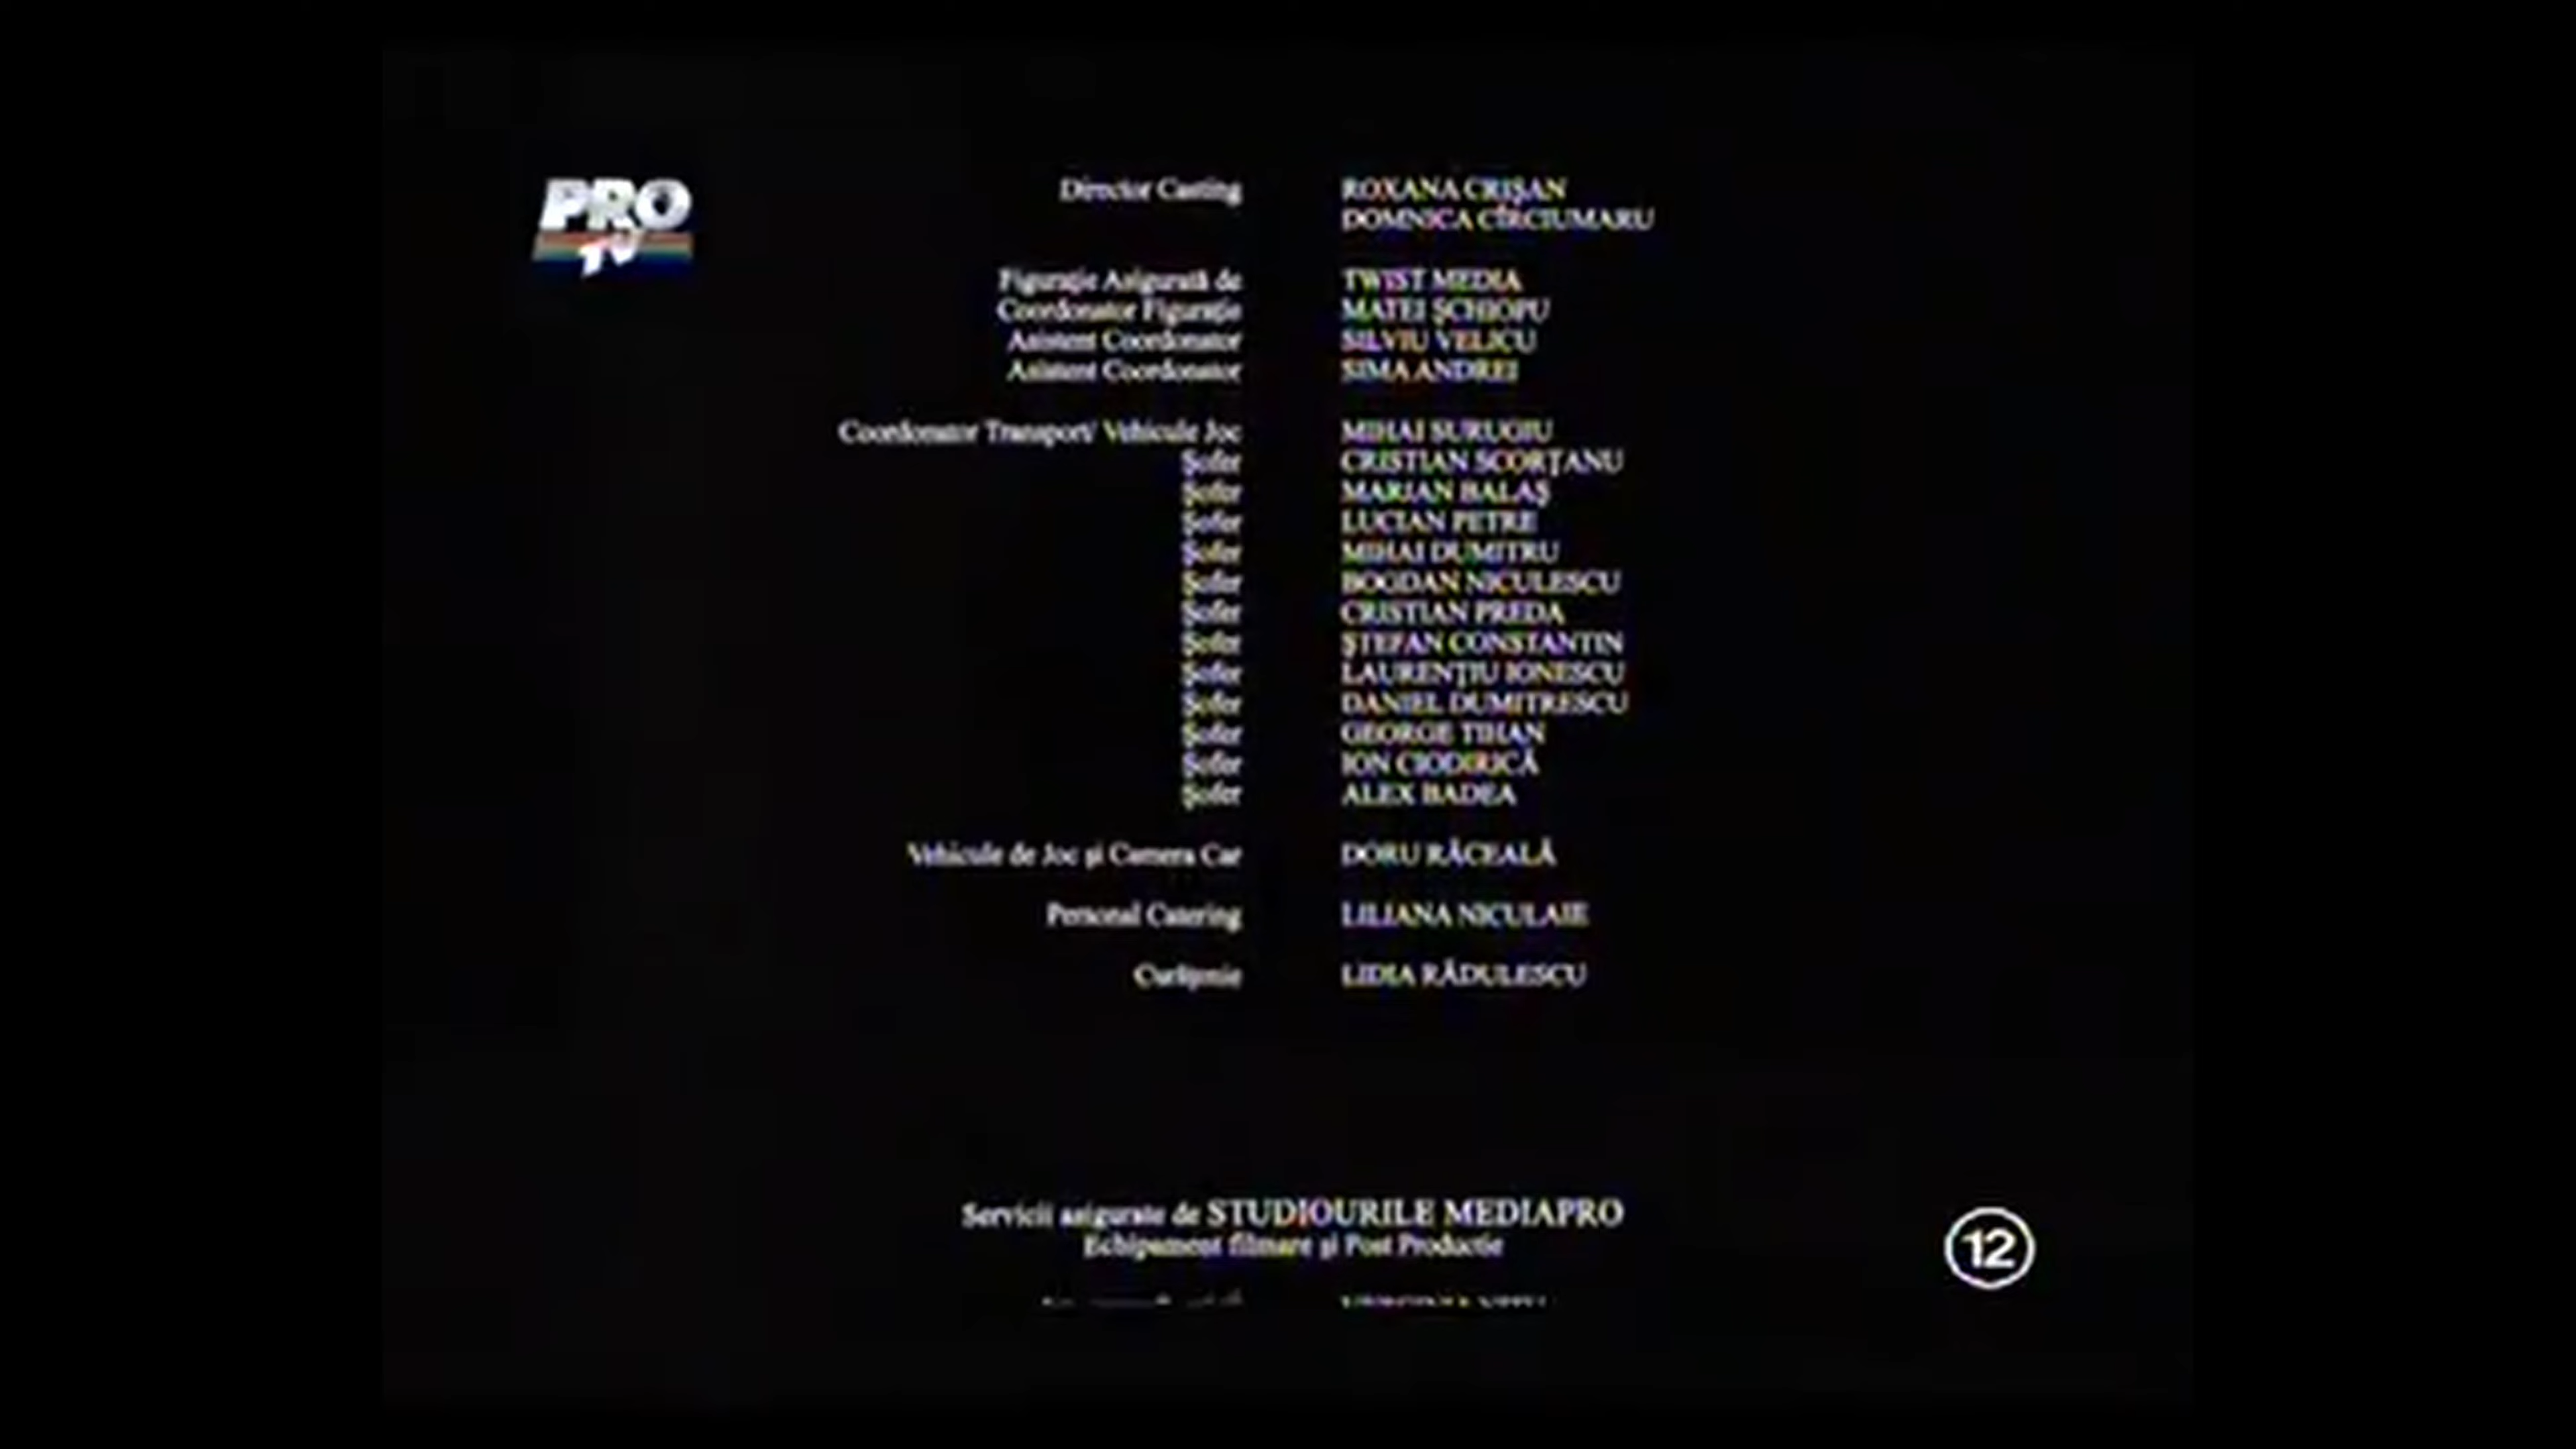 PRO
TV
Director Casting ROXANA CRIŞAN
DOMNICA CÎRCIUMARU
Figuraţie Asigurată de TWIST MEDIA
Coordonator Figuraţie MATEI ŞCHIOPU
Asistent Coordonator SILVIU VELICU
Asistent Coordonator SIMA ANDREI
Coordonator Transport/ Vehicule Joc MIHAI SURUGIU
Şofer CRISTIAN SCORŢANU
Şofer MARIAN BALAŞ
Şofer LUCIAN PETRE
Şofer MIHAI DUMITRU
Şofer BOGDAN NICULESCU
Şofer CRISTIAN PREDA
Şofer ŞTEFAN CONSTANTIN
Şofer LAURENŢIU IONESCU
Şofer DANIEL DUMITRESCU
Şofer GEORGE TIHAN
Şofer ION CIODIRICĂ
Şofer ALEX BADEA
Vehicule de Joc şi Camera Car DORU RĂCEALĂ
Personal Catering LILIANA NICULAIE
Curăţenie LIDIA RĂDULESCU
Servicii asigurate de STUDIOURILE MEDIAPRO
Echipament filmare şi Post Productie
12